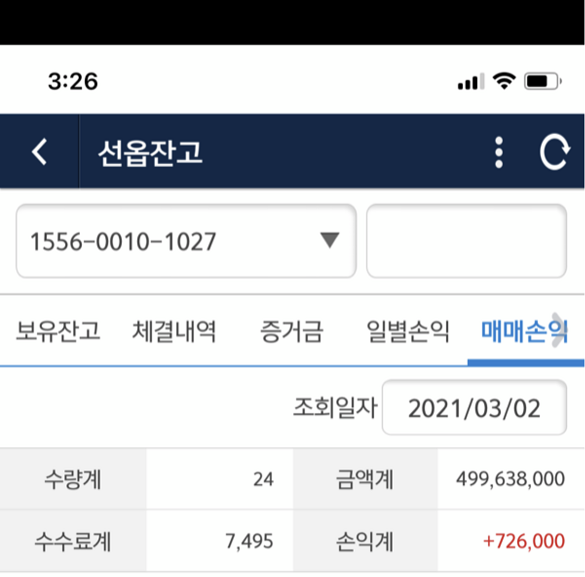 3:26
선옵잔고
1556-0010-1027
보유잔고 체결내역 증거금 일별손익 매매손익
조회일자 2021/03/02
수량계 24 금액계 499,638,000
수수료계 7,495 손익계 +726,000